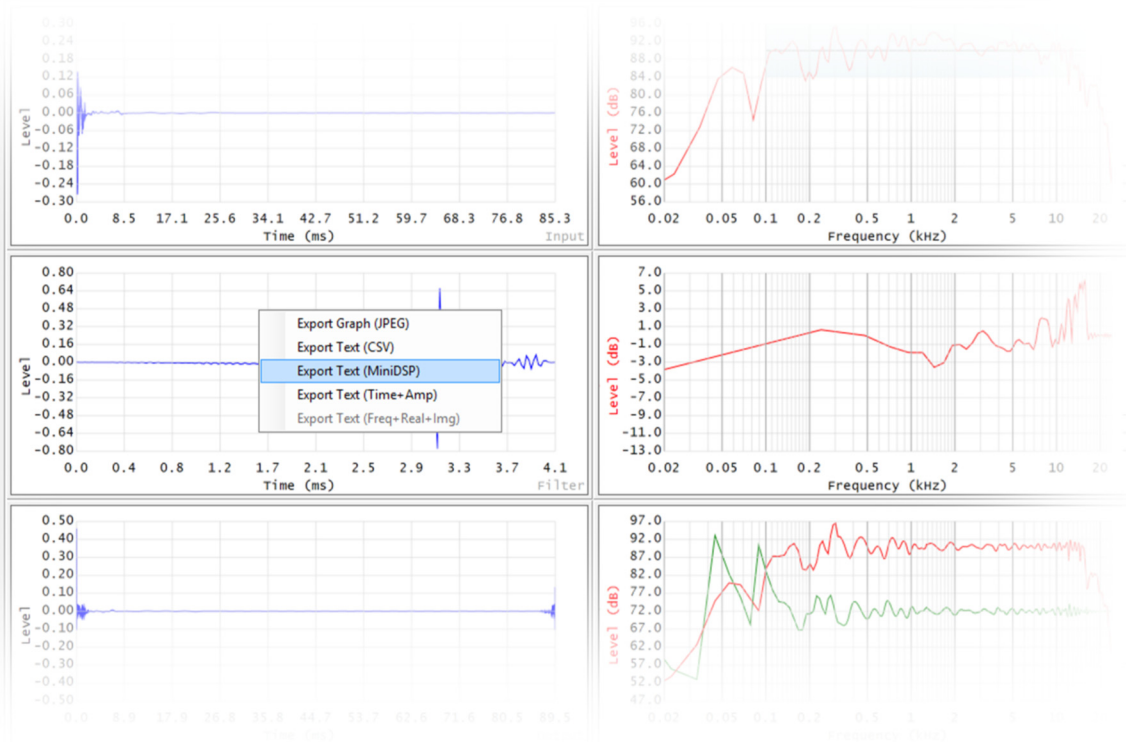 0.30
0.24
0.18
0.12
0.06
0.00
-0.06
-0.12
-0.18
-0.24
-0.30
Level
0.0 8.5 17.1 25.6 34.1 42.7 51.2 59.7 68.3 76.8 85.3
Time (ms)
Input
96.0
92.0
88.0
84.0
80.0
76.0
72.0
68.0
64.0
60.0
56.0
Level (dB)
0.02 0.05 0.1 0.2 0.5 1 2 5 10 20
Frequency (kHz)
0.80
0.64
0.48
0.32
0.16
0.00
-0.16
-0.32
-0.48
-0.64
-0.80
Level
Export Graph (JPEG)
Export Text (CSV)
Export Text (MiniDSP)
Export Text (Time+Amp)
Export Text (Freq+Real+Img)
0.0 0.4 0.8 1.2 1.7 2.1 2.5 2.9 3.3 3.7 4.1
Time (ms)
Filter
7.0
5.0
3.0
1.0
-1.0
-3.0
-5.0
-7.0
-9.0
-11.0
-13.0
Level (dB)
0.02 0.05 0.1 0.2 0.5 1 2 5 10 20
Frequency (kHz)
0.50
0.40
0.30
0.20
0.10
0.00
-0.10
-0.20
-0.30
-0.40
-0.50
Level
0.0 8.9 17.9 26.8 35.8 44.7 53.7 62.6 71.6 80.5 89.5
Time (ms)
97.0
92.0
87.0
82.0
77.0
72.0
67.0
62.0
57.0
52.0
47.0
Level (dB)
0.02 0.05 0.1 0.2 0.5 1 2 5 10 20
Frequency (kHz)